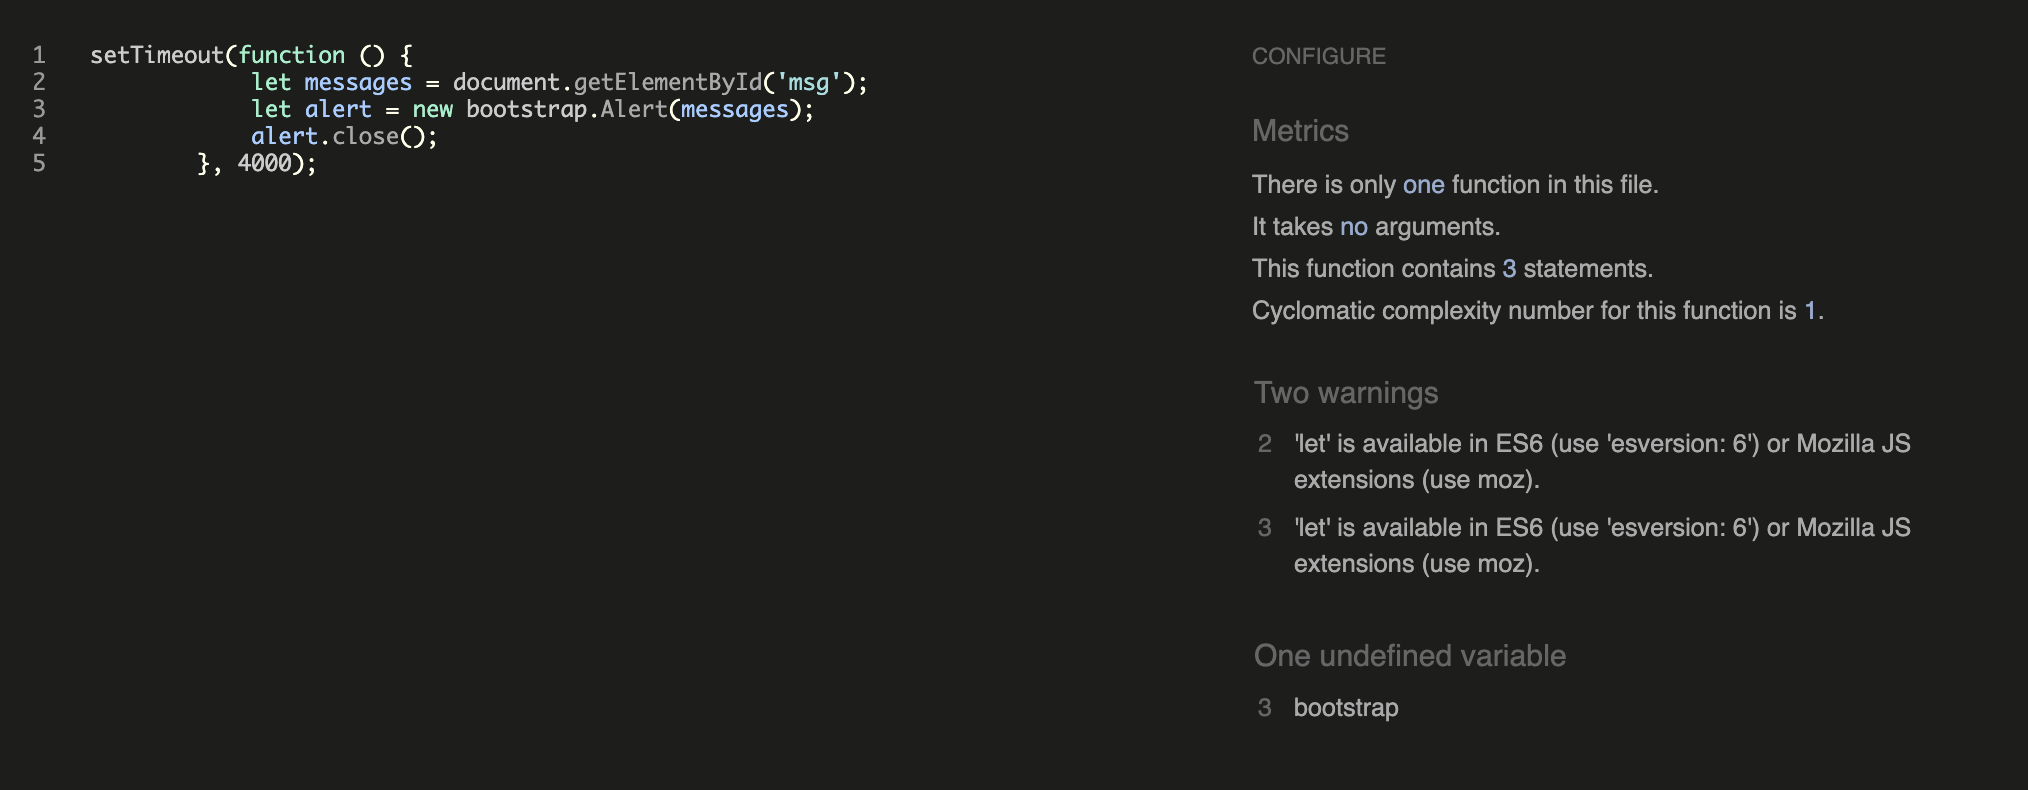 1 setTimeout(function () {
2 let messages = document.getElementById('msg');
3 let alert = new bootstrap.Alert(messages);
4 alert.close();
5 }, 4000);
CONFIGURE
Metrics
There is only one function in this file.
It takes no arguments.
This function contains 3 statements.
Cyclomatic complexity number for this function is 1.
Two warnings
2 'let' is available in ES6 (use 'esversion: 6') or Mozilla JS
extensions (use moz).
3 'let' is available in ES6 (use 'esversion: 6') or Mozilla JS
extensions (use moz).
One undefined variable
3 bootstrap